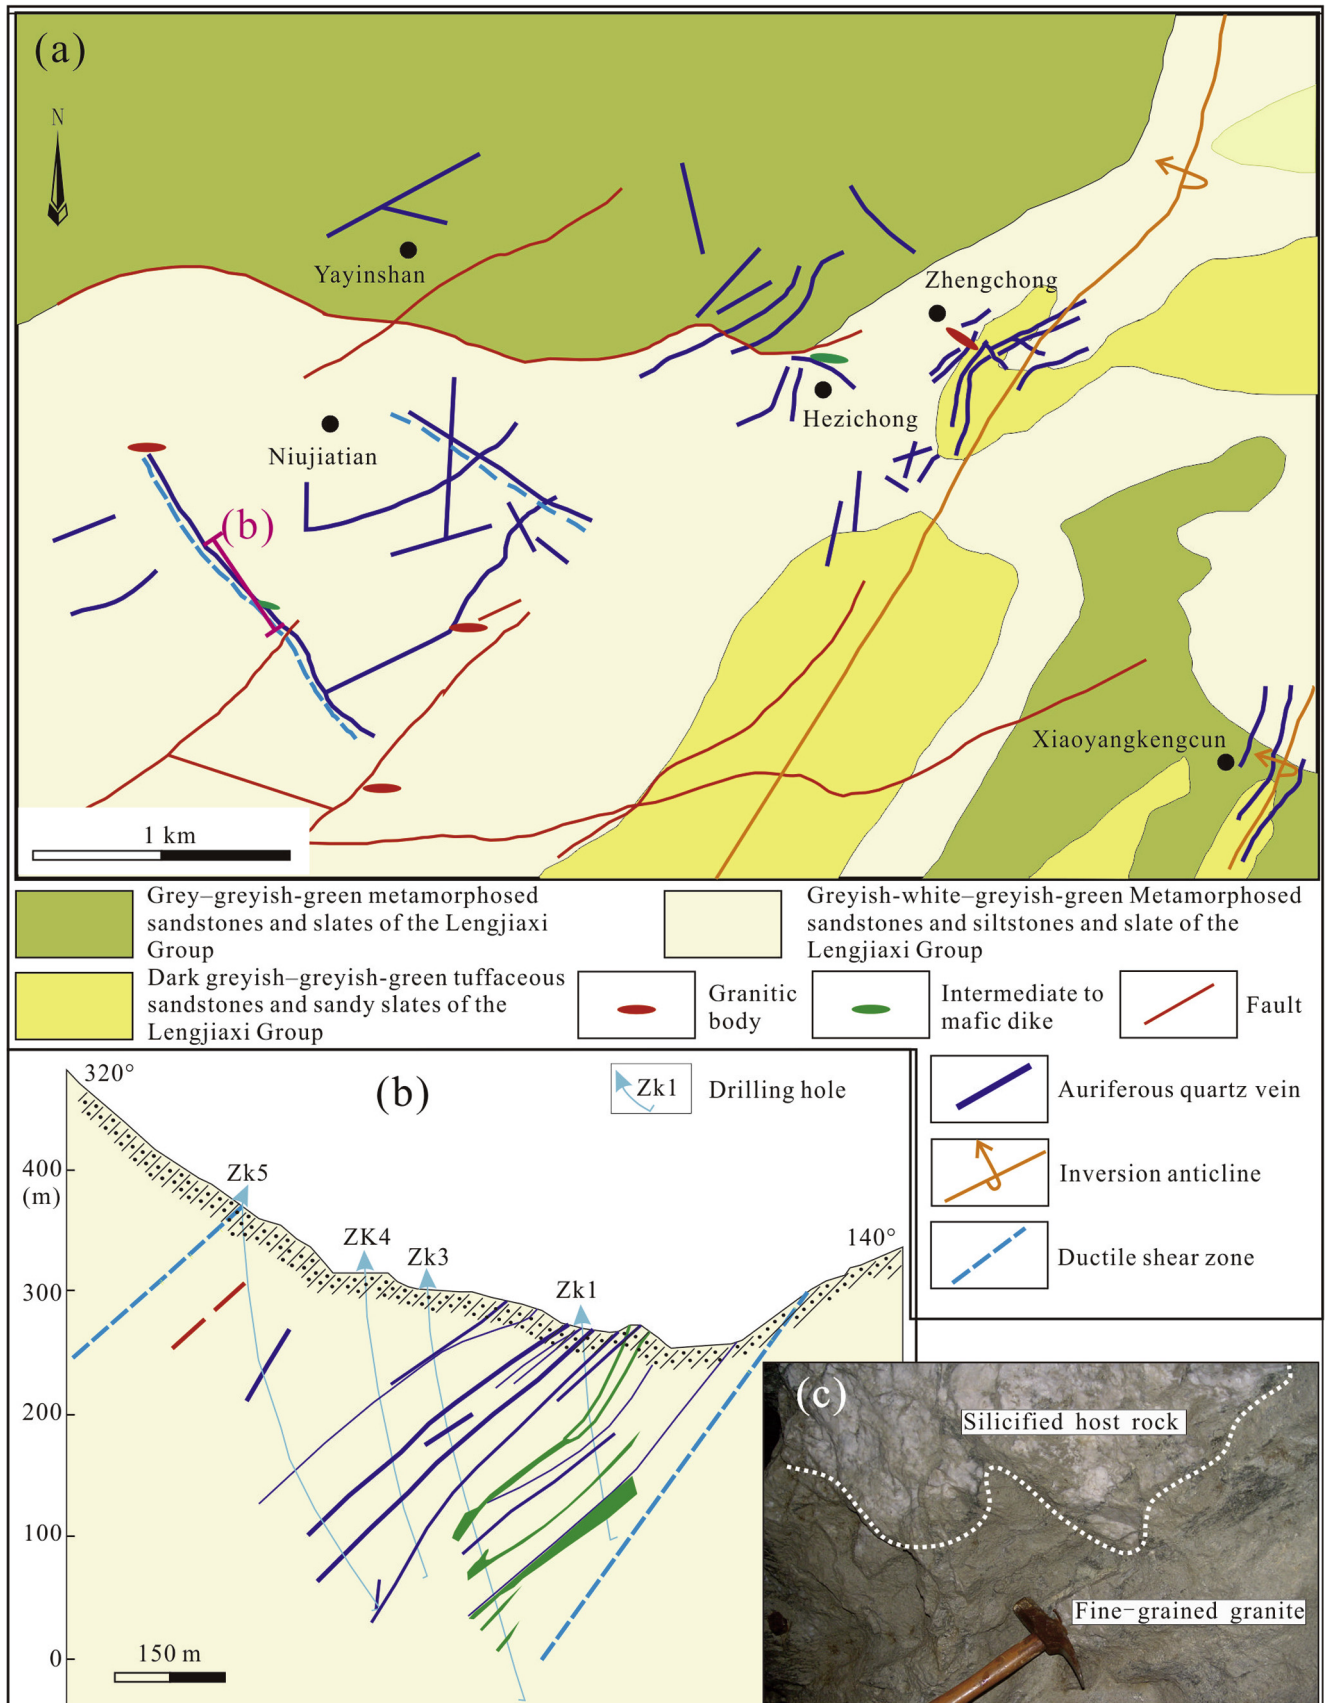 (a)
N
Yayinshan
Zhengchong
Hezichong
Niujiatian
(b)
Xiaoyangkengcun
1 km
Grey–greyish-green metamorphosed
sandstones and slates of the Lengjiaxi
Group
Greyish-white–greyish-green Metamorphosed
sandstones and siltstones and slate of the
Lengjiaxi Group
Dark greyish–greyish-green tuffaceous
sandstones and sandy slates of the
Lengjiaxi Group
Granitic
body
Intermediate to
mafic dike
Fault
Auriferous quartz vein
Inversion anticline
Ductile shear zone
320°
(b)
Zk1
Drilling hole
400
(m)
Zk5
ZK4
Zk3
Zk1
140°
300
200
100
0
150 m
(c)
Silicified host rock
Fine-grained granite